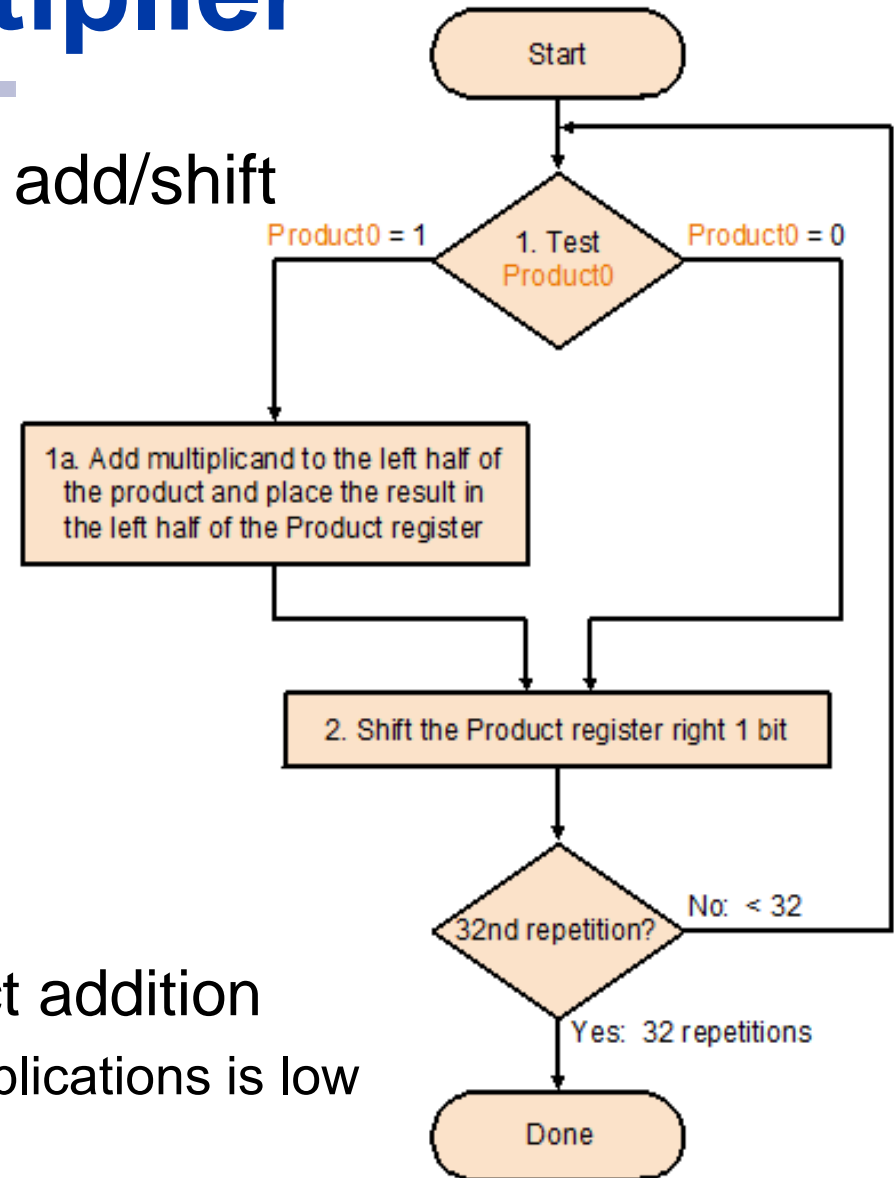 tiplier
add/shift
Start
Product0 = 1
1. Test
Product0
Product0 = 0
1a. Add multiplicand to the left half of
the product and place the result in
the left half of the Product register
2. Shift the Product register right 1 bit
32nd repetition?
No: < 32
Yes: 32 repetitions
ct addition
plications is low
Done